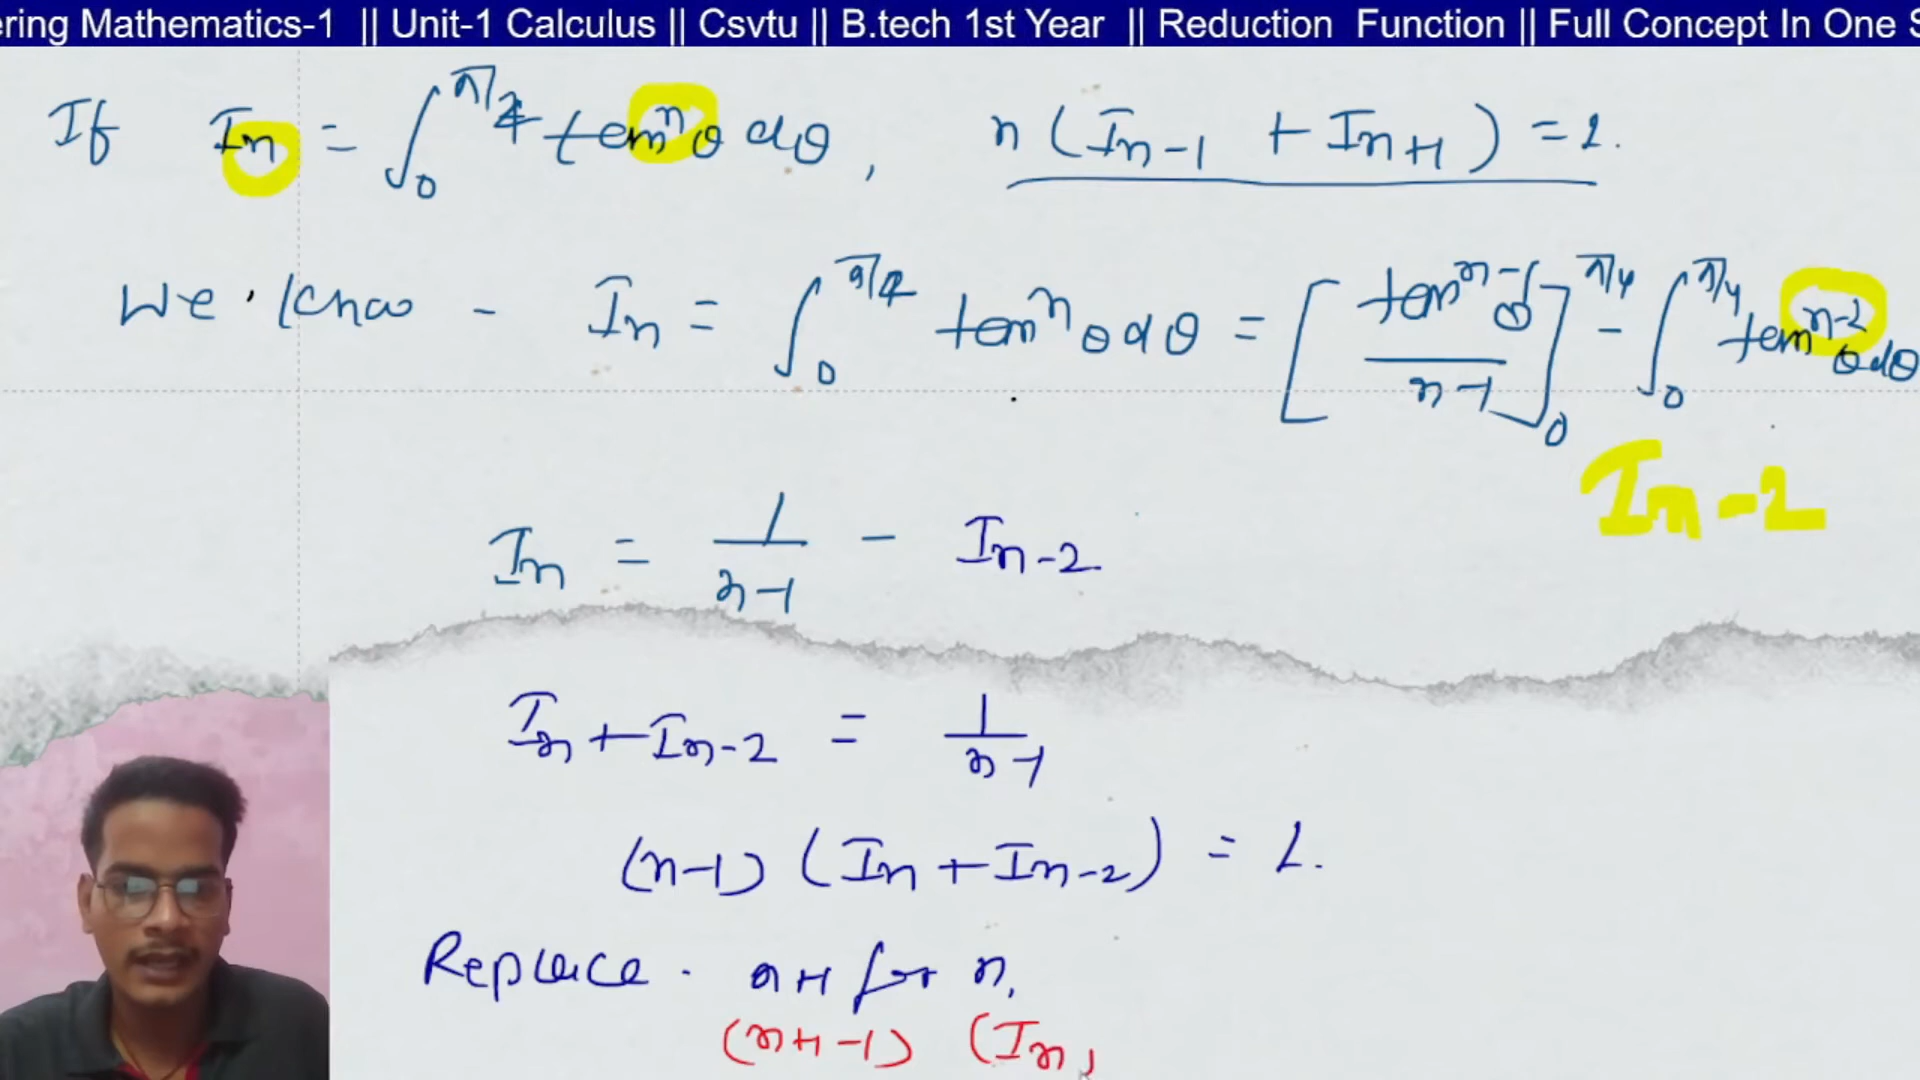 ering Mathematics-1 || Unit-1 Calculus || Csvtu || B.tech 1st Year || Reduction Function || Full Concept In One S
If Iₙ = ∫₀^(π/4) tanⁿθ dθ, n(Iₙ₋₁ + Iₙ₊₁) = 1.
We know - Iₙ = ∫₀^(π/4) tanⁿθ dθ = [tanⁿ⁻¹θ / (n-1)]₀^(π/4) - ∫₀^(π/4) tanⁿ⁻²θ dθ
Iₙ₋₂
Iₙ = 1/(n-1) - Iₙ₋₂
Iₙ + Iₙ₋₂ = 1/(n-1)
(n-1) (Iₙ + Iₙ₋₂) = 1.
Replace. n+1 for n,
(n+1-1) (Iₙ